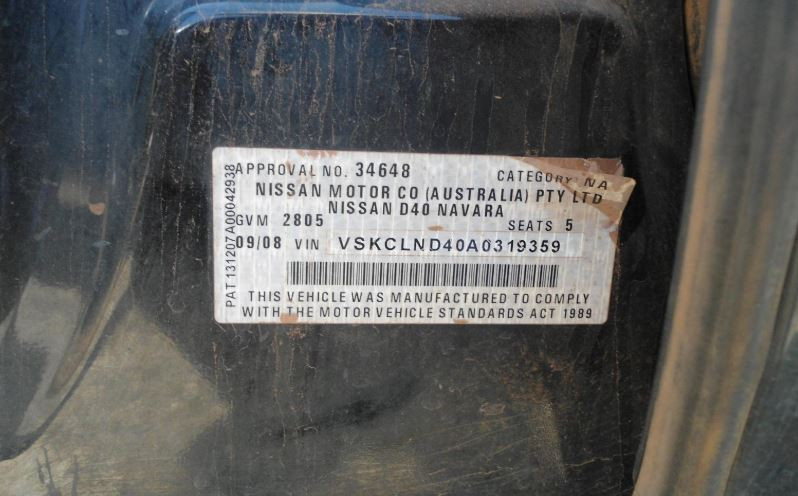 APPROVAL NO. 34648 CATEGORY NA
NISSAN MOTOR CO (AUSTRALIA) PTY LTD
NISSAN D40 NAVARA
GVM 2805 SEATS 5
09/08 VIN VSKCLND40A0319359
THIS VEHICLE WAS MANUFACTURED TO COMPLY
WITH THE MOTOR VEHICLE STANDARDS ACT 1989
PAT 131207A00042938